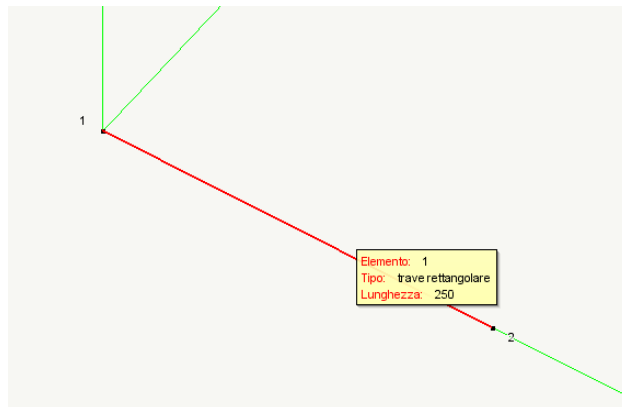 1
Elemento: 1
Tipo: trave rettangolare
Lunghezza: 250
2